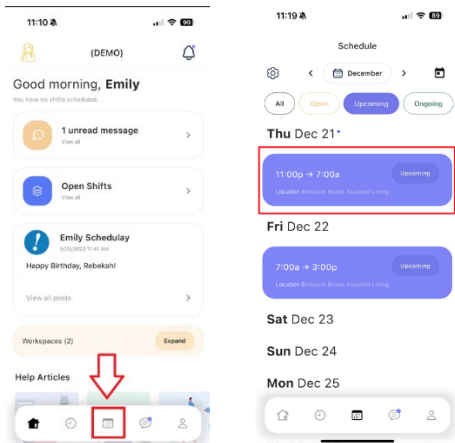 11:10
90
(DEMO)
Good morning, Emily
You have no shifts scheduled.
1 unread message
View all
Open Shifts
View all
Emily Schedulay
Happy Birthday, Rebekah!
View all posts
Workspaces (2)
Expand
Help Articles
11:19
89
Schedule
December
All
Open
Upcoming
Ongoing
Thu Dec 21
11:00p → 7:00a
Upcoming
Location Blossom Brook Assisted Living
Fri Dec 22
7:00a → 3:00p
Upcoming
Location Blossom Brook Assisted Living
Sat Dec 23
Sun Dec 24
Mon Dec 25